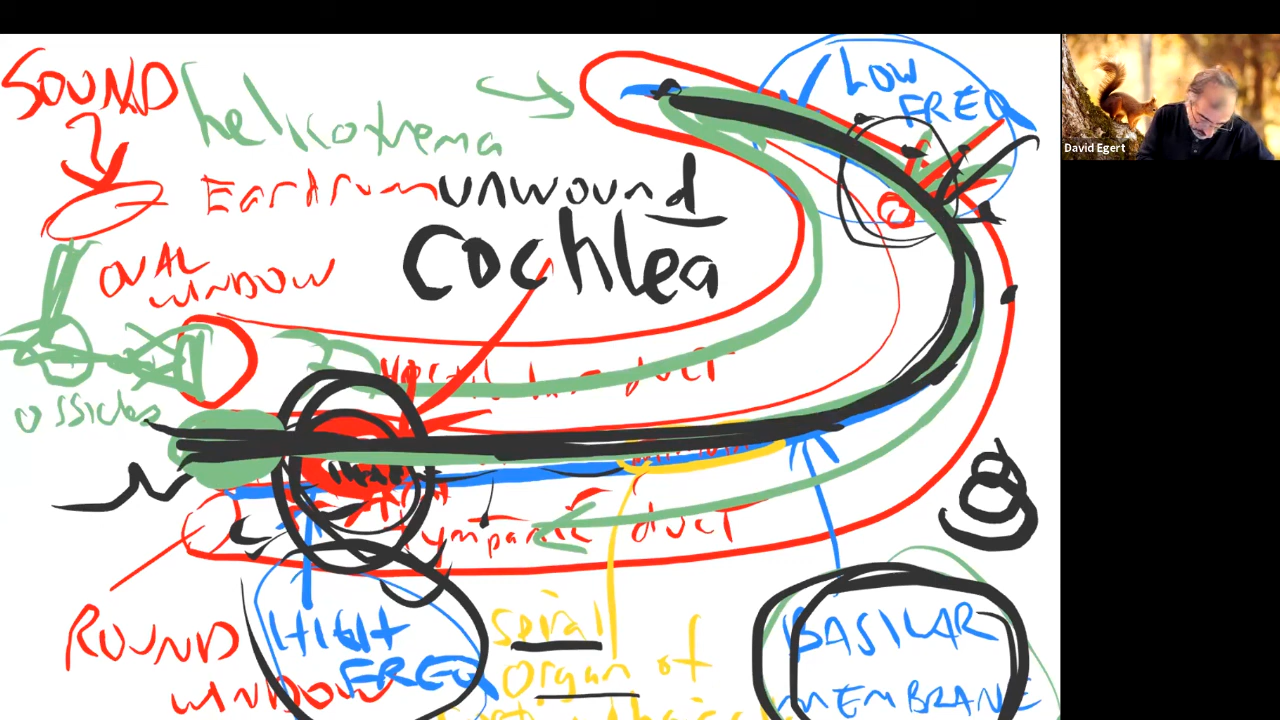 SOUND
helicotrema
LOW
FREQ
David Egert
Eardrum
unwound
cochlea
OVAL
WINDOW
duct
ossicles
tympanic duct
ROUND
WINDOW
HIGH
FREQ
spiral
organ of
BASILAR
MEMBRANE